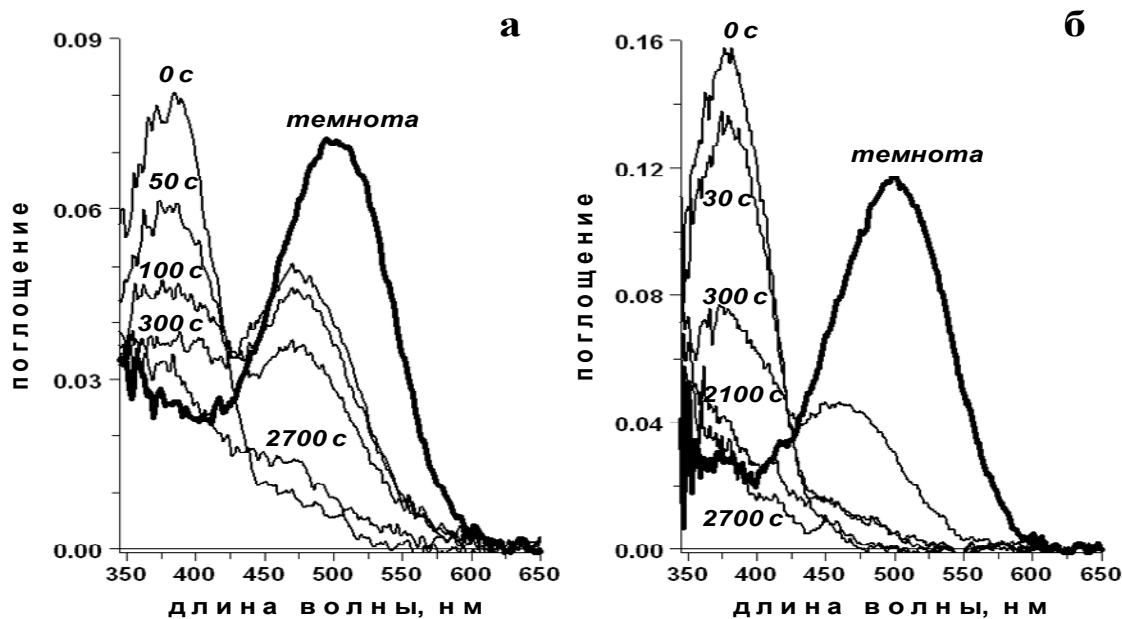 а
0.09
0.06
0.03
0.00
поглощение
0 с
50 с
100 с
300 с
2700 с
темнота
350 400 450 500 550 600 650
длина волны, нм
б
0.16
0.12
0.08
0.04
0.00
поглощение
0 с
30 с
300 с
2100 с
2700 с
темнота
350 400 450 500 550 600 650
длина волны, нм